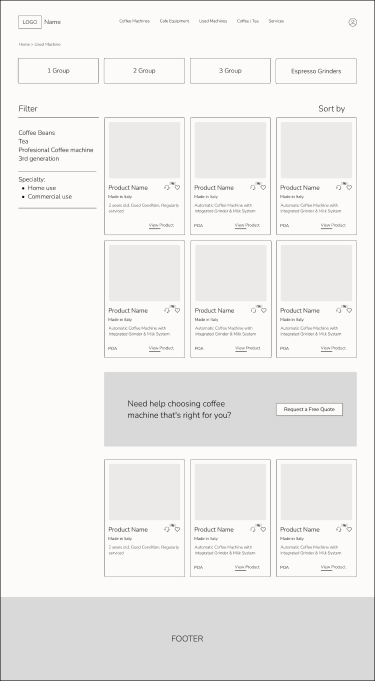 LOGO Name Coffee Machines Cafe Equipment Used Machines Coffee / Tea Services
Home > Used Machine
1 Group 2 Group 3 Group Espresso Grinders
Filter Sort by
Coffee Beans
Tea
Profesional Coffee machine
3rd generation
Specialty:
Home use
Commercial use
Product Name
Made in Italy
2 years old, Good Condition, Regularly
serviced
View Product
Product Name
Made in Italy
Automatic Coffee Machine with
Integrated Grinder & Milk System
POA View Product
Product Name
Made in Italy
Automatic Coffee Machine with
Integrated Grinder & Milk System
POA View Product
Product Name
Made in Italy
Automatic Coffee Machine with
Integrated Grinder & Milk System
POA View Product
Product Name
Made in Italy
Automatic Coffee Machine with
Integrated Grinder & Milk System
POA View Product
Product Name
Made in Italy
Automatic Coffee Machine with
Integrated Grinder & Milk System
POA View Product
Need help choosing coffee
machine that's right for you?
Request a Free Quote
Product Name
Made in Italy
2 years old, Good Condition, Regularly
serviced
View Product
Product Name
Made in Italy
Automatic Coffee Machine with
Integrated Grinder & Milk System
POA View Product
Product Name
Made in Italy
Automatic Coffee Machine with
Integrated Grinder & Milk System
POA View Product
FOOTER